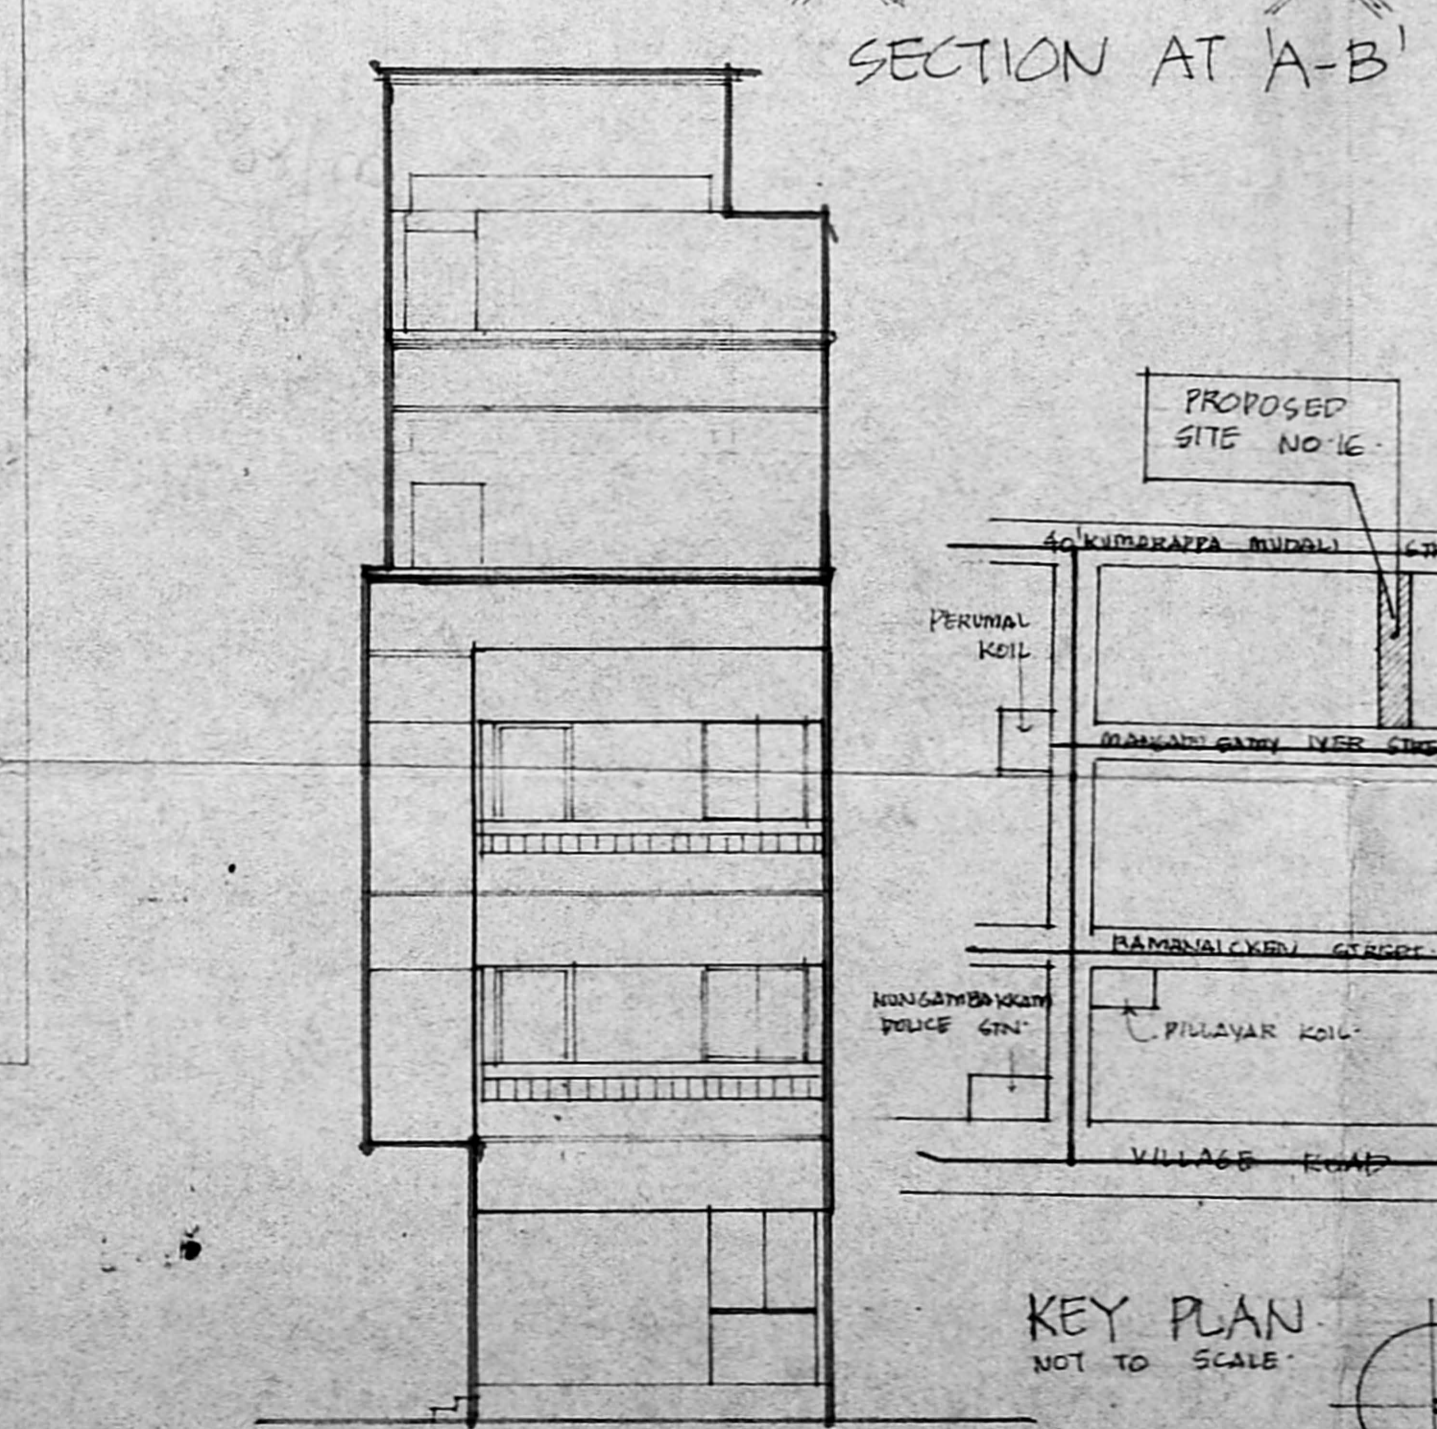 SECTION AT 'A-B'
PROPOSED
SITE NO·16·
40' KUMARAPPA MUDALI
PERUMAL
KOIL
IYER
RAMANAICKEN STREET·
NUNGAMBAKKAM
POLICE STN·
PILLAYAR KOIL·
VILLAGE ROAD
KEY PLAN
NOT TO SCALE·